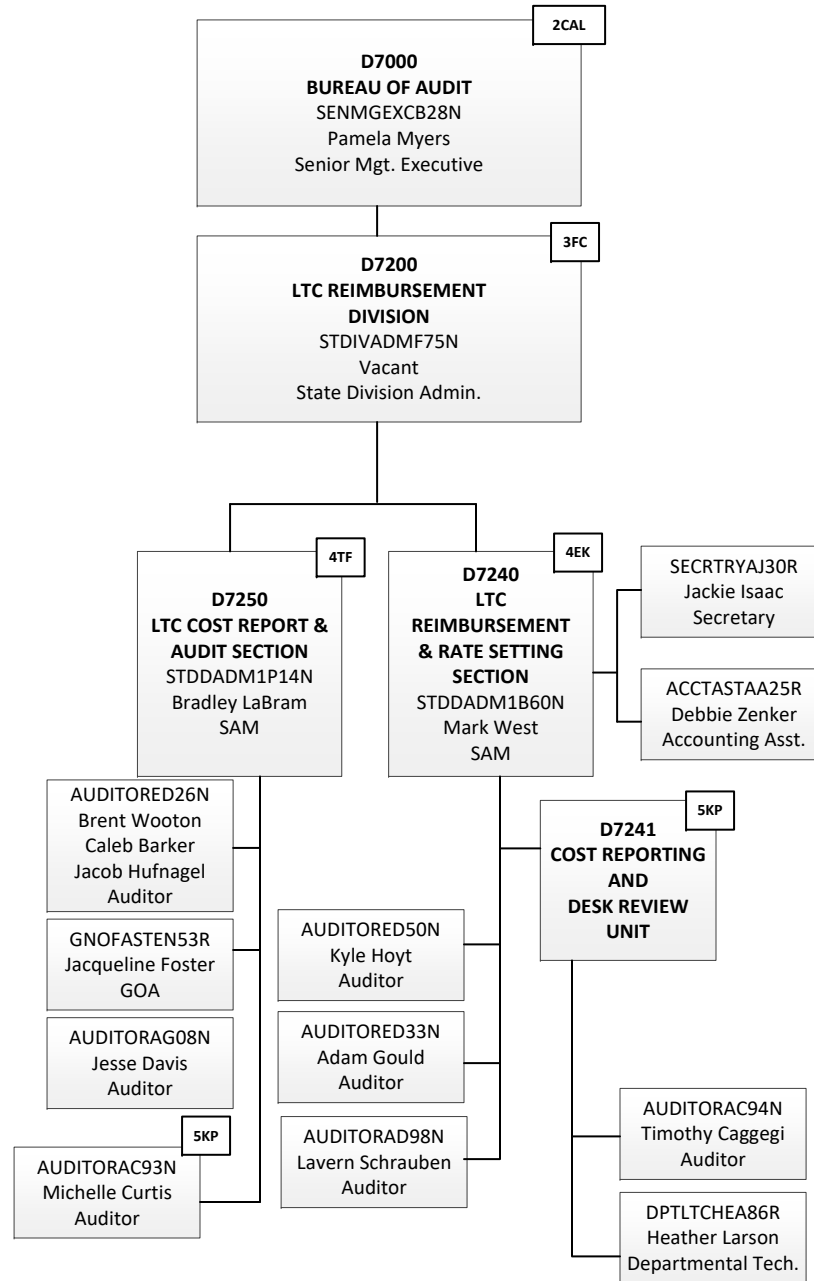 2CAL
D7000
BUREAU OF AUDIT
SENMGEXCB28N
Pamela Myers
Senior Mgt. Executive
3FC
D7200
LTC REIMBURSEMENT
DIVISION
STDIVADMF75N
Vacant
State Division Admin.
4TF
D7250
LTC COST REPORT &
AUDIT SECTION
STDDADM1P14N
Bradley LaBram
SAM
4EK
D7240
LTC
REIMBURSEMENT
& RATE SETTING
SECTION
STDDADM1B60N
Mark West
SAM
SECRTRYAJ30R
Jackie Isaac
Secretary
ACCTASTAA25R
Debbie Zenker
Accounting Asst.
AUDITORED26N
Brent Wooton
Caleb Barker
Jacob Hufnagel
Auditor
GNOFASTEN53R
Jacqueline Foster
GOA
AUDITORAG08N
Jesse Davis
Auditor
5KP
AUDITORAC93N
Michelle Curtis
Auditor
AUDITORED50N
Kyle Hoyt
Auditor
AUDITORED33N
Adam Gould
Auditor
AUDITORAD98N
Lavern Schrauben
Auditor
5KP
D7241
COST REPORTING
AND
DESK REVIEW
UNIT
AUDITORAC94N
Timothy Caggegi
Auditor
DPTLTCHEA86R
Heather Larson
Departmental Tech.